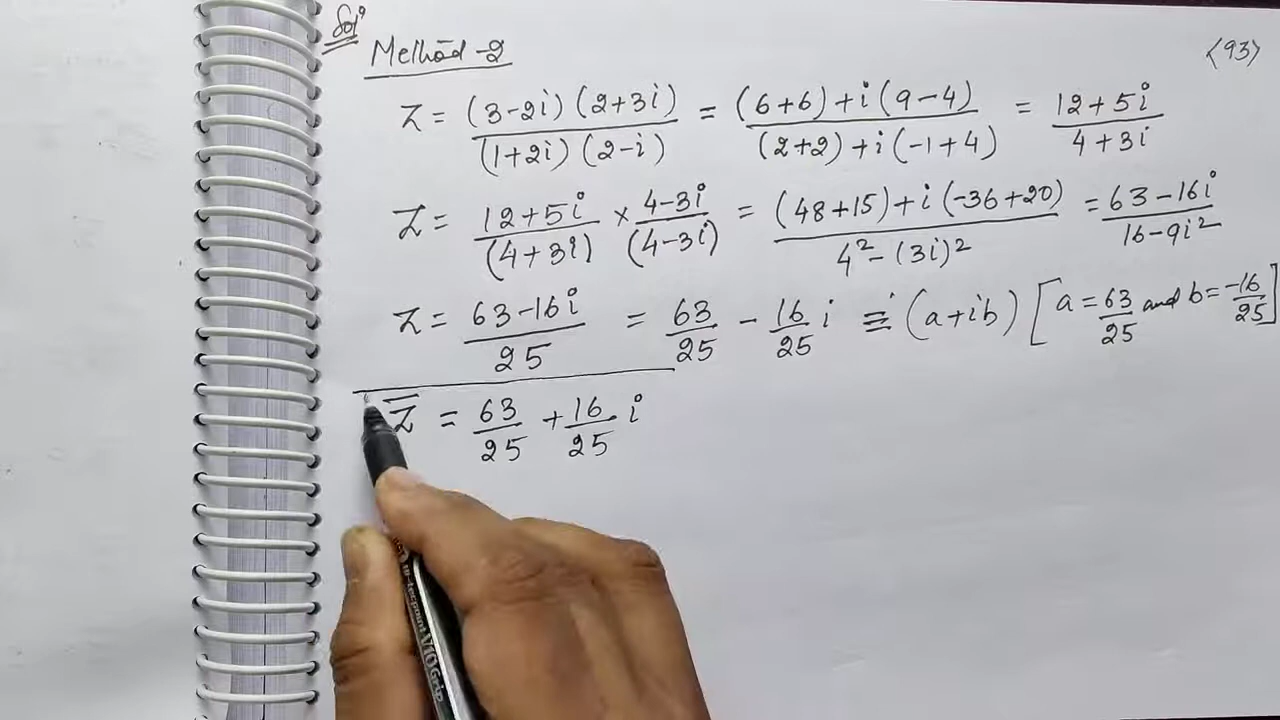 Solⁿ
Method-2
⟨93⟩
Z = (3-2i)(2+3i)/(1+2i)(2-i) = (6+6)+i(9-4)/(2+2)+i(-1+4) = 12+5i/4+3i
Z = 12+5i/(4+3i) × 4-3i/(4-3i) = (48+15)+i(-36+20)/4²-(3i)² = 63-16i/16-9i²
Z = 63-16i/25 = 63/25 - 16/25 i ≡ (a+ib) [a = 63/25 and b = -16/25]
Z̅ = 63/25 + 16/25 i
V10 Grip